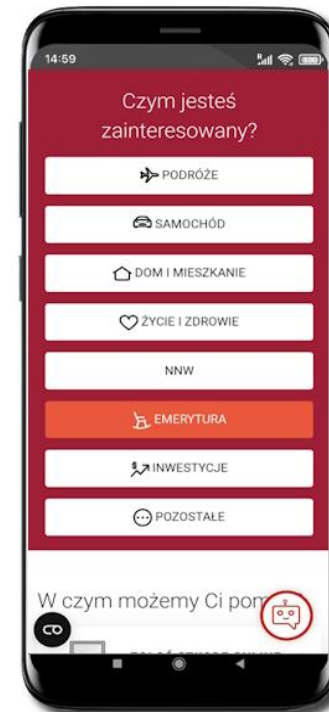 14:59
Czym jesteś
zainteresowany?
PODRÓŻE
SAMOCHÓD
DOM I MIESZKANIE
ŻYCIE I ZDROWIE
NNW
EMERYTURA
INWESTYCJE
POZOSTAŁE
W czym możemy Ci pom